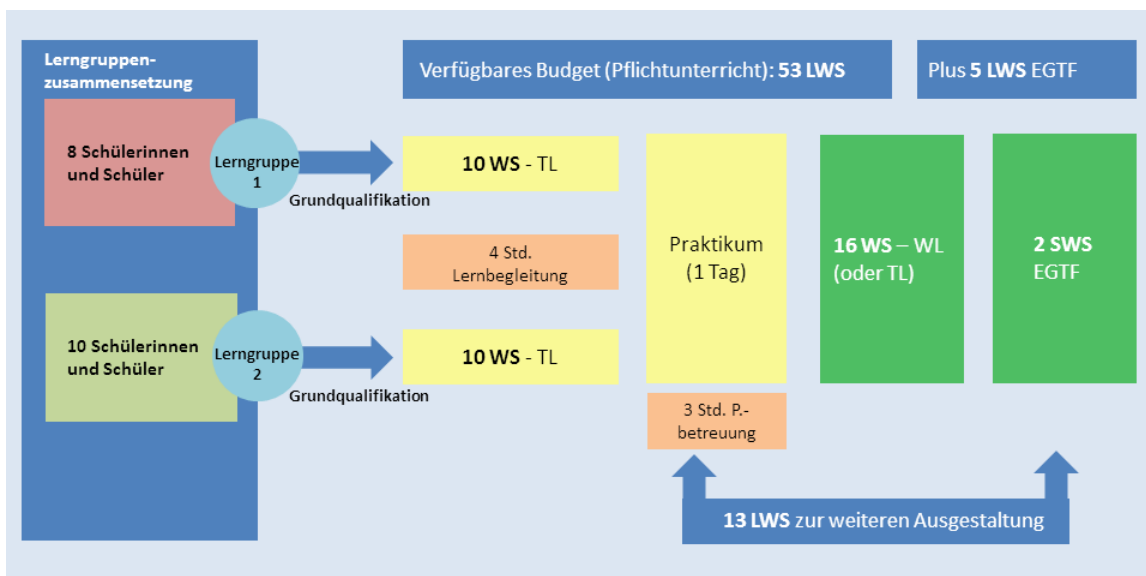 Lerngruppen-
zusammensetzung
Verfügbares Budget (Pflichtunterricht): 53 LWS
Plus 5 LWS EGTF
8 Schülerinnen
und Schüler
Lerngruppe
1
Grundqualifikation
10 WS - TL
4 Std.
Lernbegleitung
Praktikum
(1 Tag)
16 WS – WL
(oder TL)
2 SWS
EGTF
10 Schülerinnen
und Schüler
Lerngruppe
2
Grundqualifikation
10 WS - TL
3 Std. P.-
betreuung
13 LWS zur weiteren Ausgestaltung